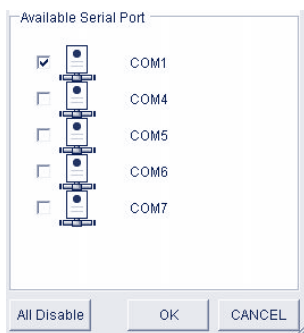 Available Serial Port
COM1
COM4
COM5
COM6
COM7
All Disable OK CANCEL